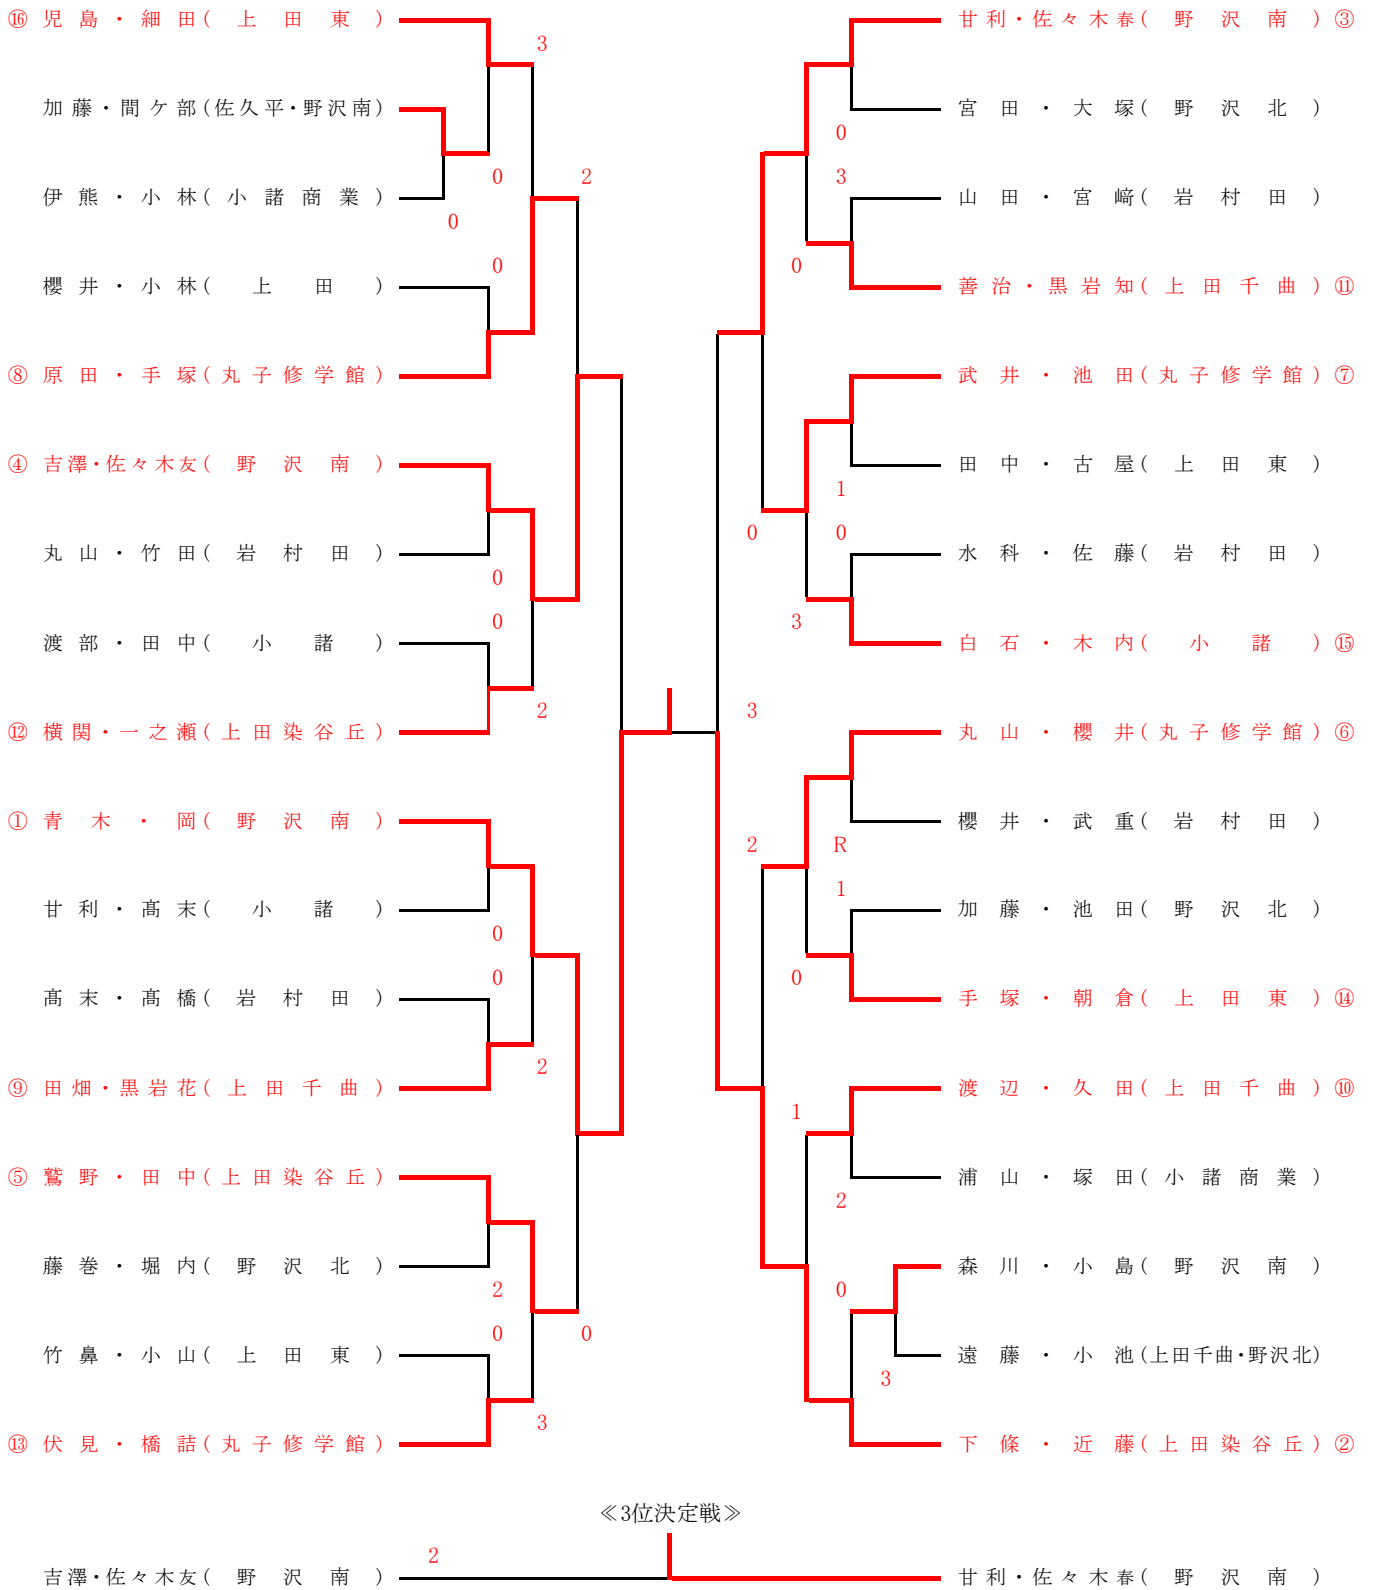 ⑯ 児島・細田(上田東)
3
加藤・間ケ部(佐久平・野沢南)
0
2
伊熊・小林(小諸商業)
0
0
櫻井・小林(上田)
⑧ 原田・手塚(丸子修学館)
④ 吉澤・佐々木友(野沢南)
丸山・竹田(岩村田)
0
0
渡部・田中(小諸)
2
⑫ 横関・一之瀬(上田染谷丘)
① 青木・岡(野沢南)
甘利・髙末(小諸)
0
0
髙末・髙橋(岩村田)
2
⑨ 田畑・黒岩花(上田千曲)
⑤ 鷲野・田中(上田染谷丘)
藤巻・堀内(野沢北)
2
0
0
竹鼻・小山(上田東)
3
⑬ 伏見・橋詰(丸子修学館)
甘利・佐々木春(野沢南) ③
宮田・大塚(野沢北)
0
3
山田・宮﨑(岩村田)
0
善治・黒岩知(上田千曲) ⑪
武井・池田(丸子修学館) ⑦
田中・古屋(上田東)
1
0
0
水科・佐藤(岩村田)
3
白石・木内(小諸) ⑮
3
丸山・櫻井(丸子修学館) ⑥
櫻井・武重(岩村田)
2
R
1
加藤・池田(野沢北)
0
手塚・朝倉(上田東) ⑭
渡辺・久田(上田千曲) ⑩
1
浦山・塚田(小諸商業)
2
森川・小島(野沢南)
0
遠藤・小池(上田千曲・野沢北)
3
下條・近藤(上田染谷丘) ②
≪3位決定戦≫
2
吉澤・佐々木友(野沢南)
甘利・佐々木春(野沢南)